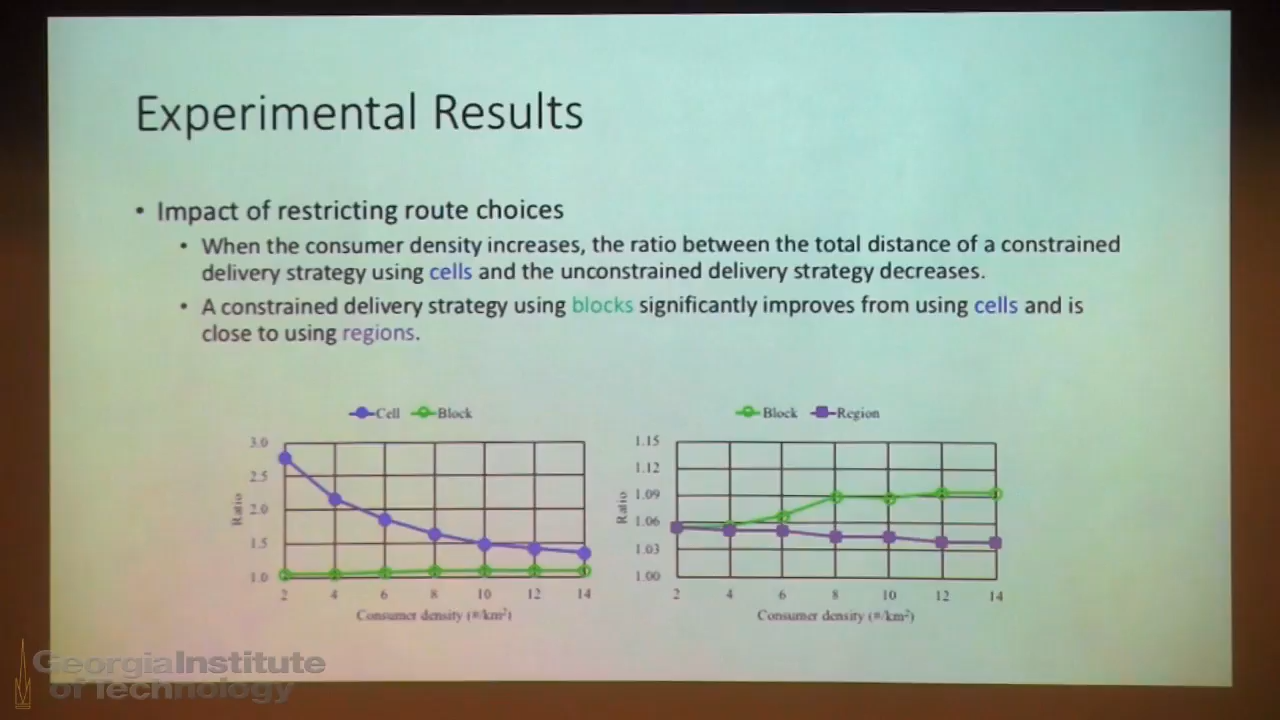 Experimental Results
• Impact of restricting route choices
• When the consumer density increases, the ratio between the total distance of a constrained
delivery strategy using cells and the unconstrained delivery strategy decreases.
• A constrained delivery strategy using blocks significantly improves from using cells and is
close to using regions.
Cell Block
3.0
2.5
2.0
1.5
1.0
Ratio
2 4 6 8 10 12 14
Consumer density (#/km²)
Block Region
1.15
1.12
1.09
1.06
1.03
1.00
Ratio
2 4 6 8 10 12 14
Consumer density (#/km²)
Georgia Institute
of Technology